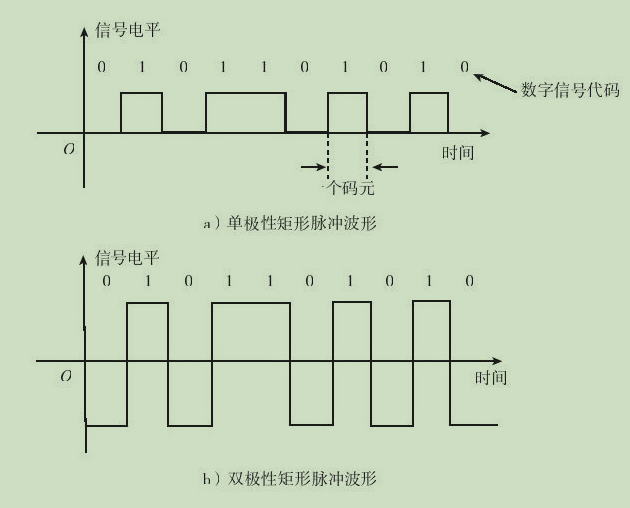 信号电平
0 1 0 1 1 0 1 0 1 0
数字信号代码
O
时间
一个码元
a）单极性矩形脉冲波形
信号电平
0 1 0 1 1 0 1 0 1 0
O
时间
b）双极性矩形脉冲波形